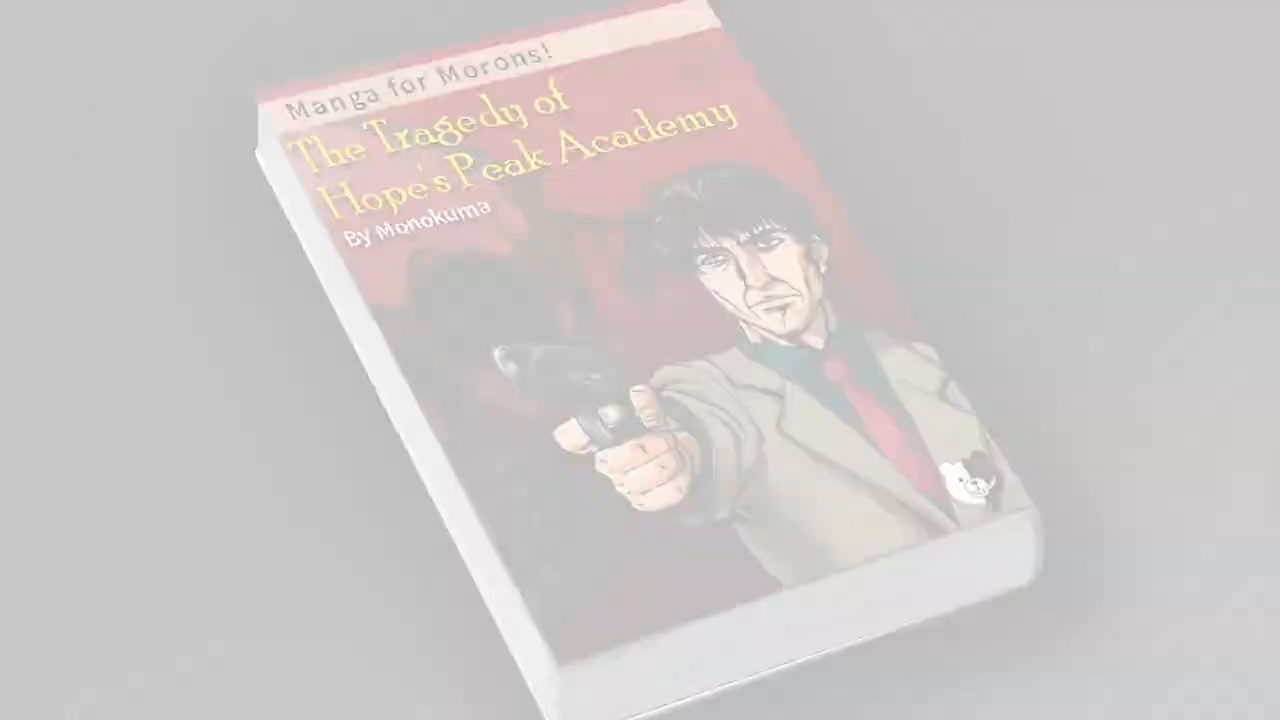 Manga for Morons!
The Tragedy of
Hope's Peak Academy
By Monokuma